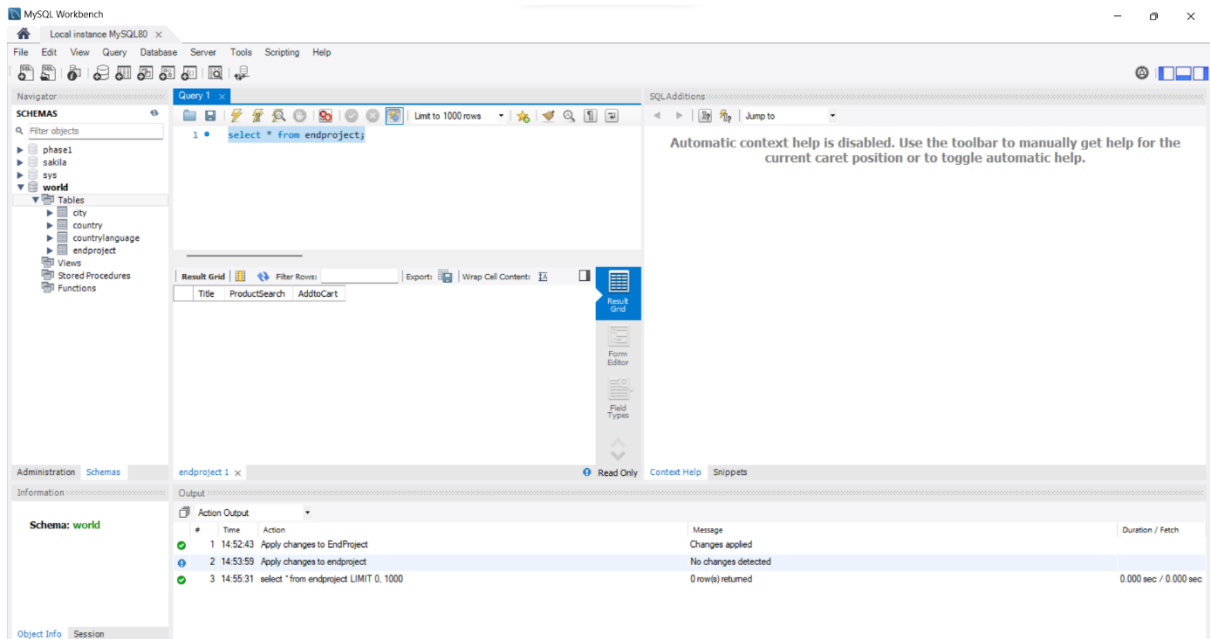 MySQL Workbench
Local instance MySQL80
File Edit View Query Database Server Tools Scripting Help
Navigator
SCHEMAS
Filter objects
phase1
sakila
sys
world
Tables
city
country
countrylanguage
endproject
Views
Stored Procedures
Functions
Administration Schemas
Query 1
Limit to 1000 rows
1 select * from endproject;
Result Grid Filter Rows: Export: Wrap Cell Content:
Title ProductSearch AddtoCart
Result Grid
Form Editor
Field Types
endproject 1 Read Only
SQLAdditions
Jump to
Automatic context help is disabled. Use the toolbar to manually get help for the
current caret position or to toggle automatic help.
Context Help Snippets
Information
Schema: world
Object Info Session
Output
Action Output
# Time Action Message Duration / Fetch
1 14:52:43 Apply changes to EndProject Changes applied
2 14:53:59 Apply changes to endproject No changes detected
3 14:55:31 select * from endproject LIMIT 0, 1000 0 row(s) returned 0.000 sec / 0.000 sec